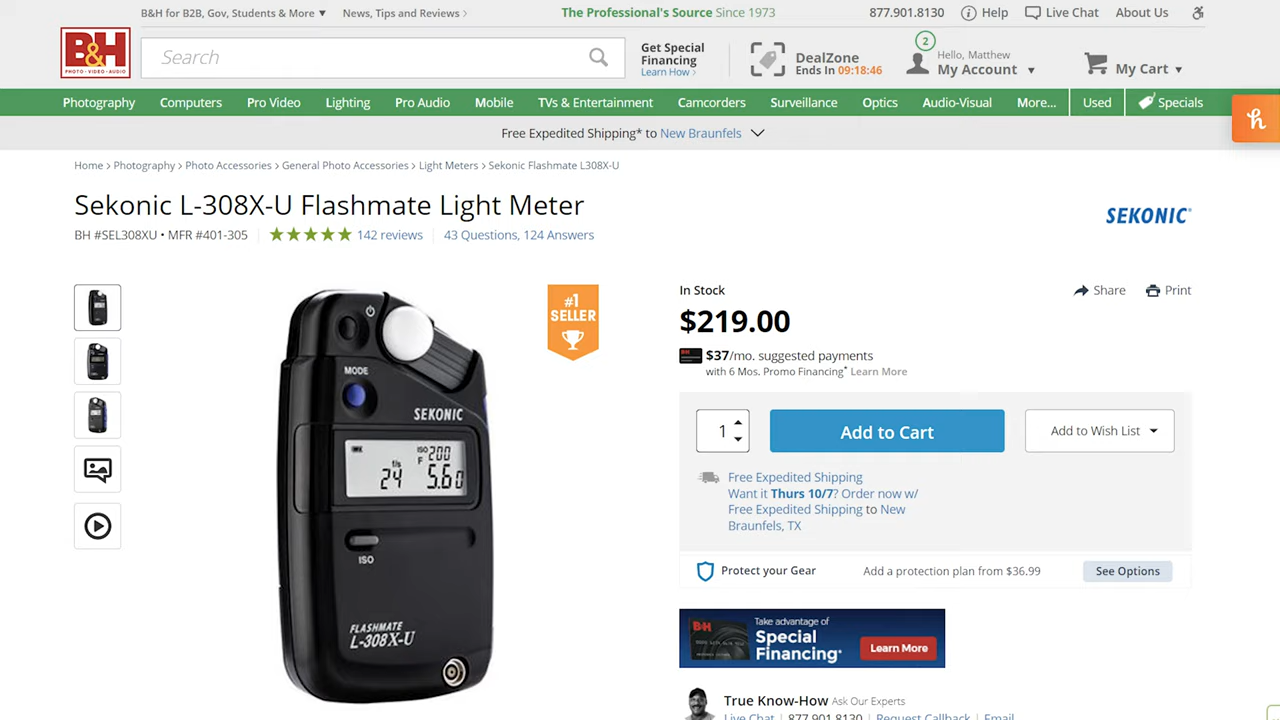 B&H for B2B, Gov, Students & More ▼
News, Tips and Reviews ›
The Professional's Source Since 1973
877.901.8130
Help
Live Chat
About Us
B&H
PHOTO · VIDEO · AUDIO
Search
Get Special
Financing
Learn How ›
DealZone
Ends In 09:18:46
2
Hello, Matthew
My Account ▼
My Cart ▼
Photography Computers Pro Video Lighting Pro Audio Mobile TVs & Entertainment Camcorders Surveillance Optics Audio-Visual More... Used Specials
h
Free Expedited Shipping* to New Braunfels
Home › Photography › Photo Accessories › General Photo Accessories › Light Meters › Sekonic Flashmate L308X-U
Sekonic L-308X-U Flashmate Light Meter
SEKONIC
BH #SEL308XU • MFR #401-305
142 reviews
43 Questions, 124 Answers
#1
SELLER
MODE
SEKONIC
ISO 200
F
f/s
24 5.60
ISO
FLASHMATE
L-308X-U
In Stock
Share
Print
$219.00
$37/mo. suggested payments
with 6 Mos. Promo Financing* Learn More
1
Add to Cart
Add to Wish List
Free Expedited Shipping
Want it Thurs 10/7? Order now w/
Free Expedited Shipping to New
Braunfels, TX
Protect your Gear
Add a protection plan from $36.99
See Options
B&H
Take advantage of
Special
Financing*
Learn More
True Know-How Ask Our Experts
Live Chat | 877.901.8130 | Request Callback | Email